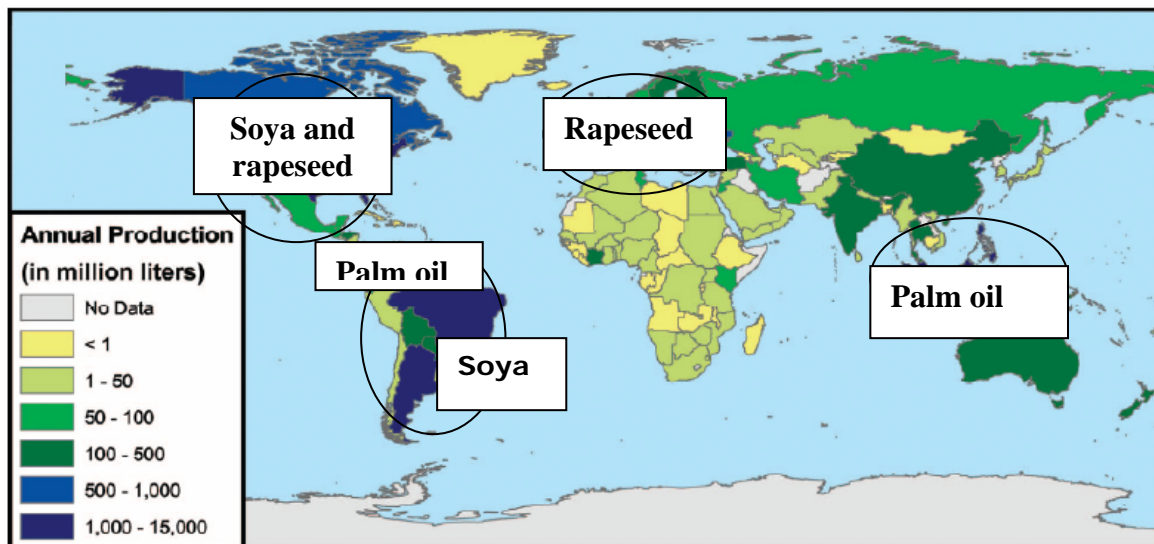 Soya and
rapeseed
Rapeseed
Palm oil
Soya
Palm oil
Annual Production
(in million liters)
No Data
< 1
1 - 50
50 - 100
100 - 500
500 - 1,000
1,000 - 15,000